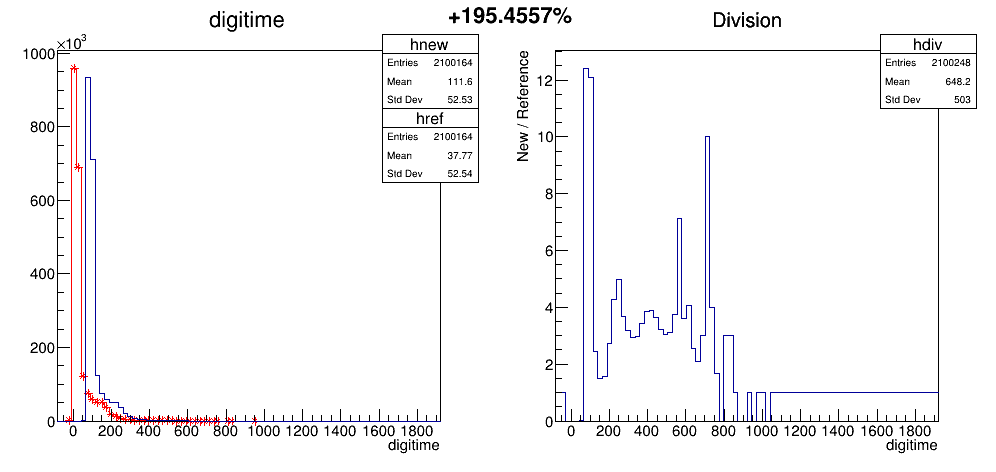 +195.4557%
digitime
×10³
1000
800
600
400
200
0
0 200 400 600 800 1000 1200 1400 1600 1800
digitime
hnew
Entries 2100164
Mean 111.6
Std Dev 52.53
href
Entries 2100164
Mean 37.77
Std Dev 52.54
Division
New / Reference
12
10
8
6
4
2
0
0 200 400 600 800 1000 1200 1400 1600 1800
digitime
hdiv
Entries 2100248
Mean 648.2
Std Dev 503